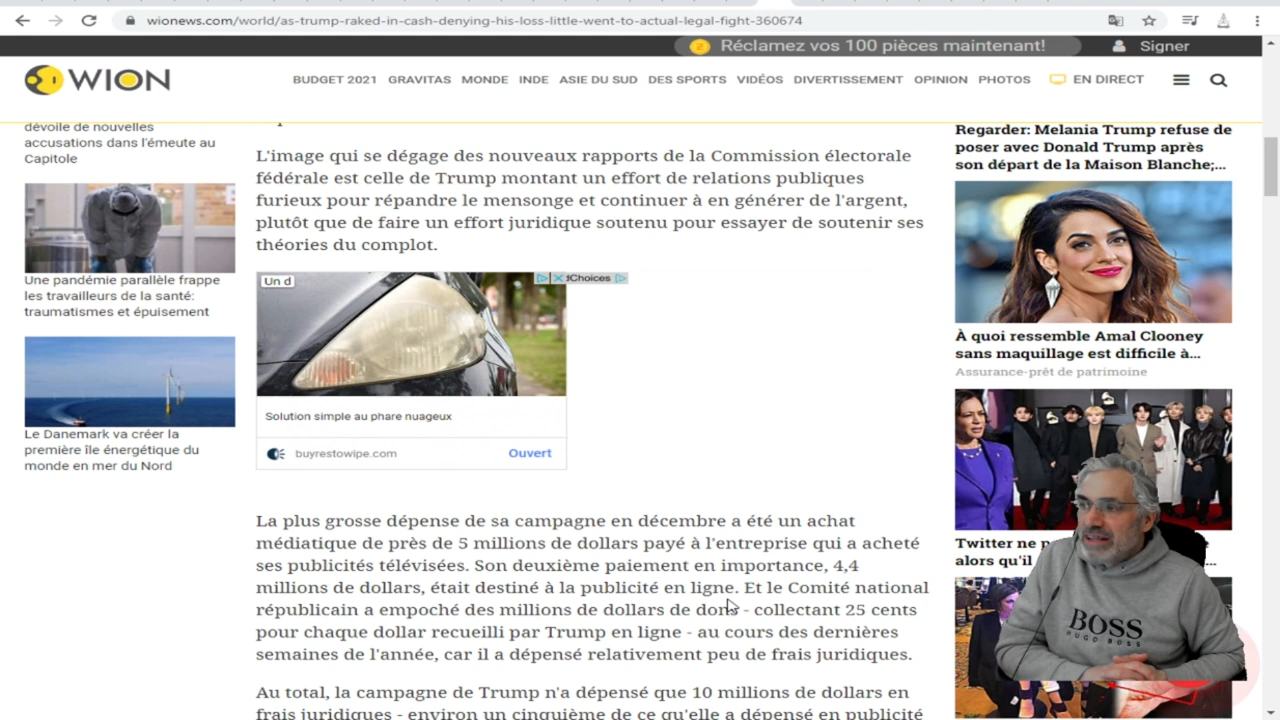 wionews.com/world/as-trump-raked-in-cash-denying-his-loss-little-went-to-actual-legal-fight-360674
Réclamez vos 100 pièces maintenant!
Signer
WION
BUDGET 2021 GRAVITAS MONDE INDE ASIE DU SUD DES SPORTS VIDÉOS DIVERTISSEMENT OPINION PHOTOS EN DIRECT
dévoile de nouvelles
accusations dans l'émeute au
Capitole
Une pandémie parallèle frappe
les travailleurs de la santé:
traumatismes et épuisement
Le Danemark va créer la
première île énergétique du
monde en mer du Nord
L'image qui se dégage des nouveaux rapports de la Commission électorale
fédérale est celle de Trump montant un effort de relations publiques
furieux pour répandre le mensonge et continuer à en générer de l'argent,
plutôt que de faire un effort juridique soutenu pour essayer de soutenir ses
théories du complot.
Un d
Choices
Solution simple au phare nuageux
buyrestowipe.com
Ouvert
La plus grosse dépense de sa campagne en décembre a été un achat
médiatique de près de 5 millions de dollars payé à l'entreprise qui a acheté
ses publicités télévisées. Son deuxième paiement en importance, 4,4
millions de dollars, était destiné à la publicité en ligne. Et le Comité national
républicain a empoché des millions de dollars de dons - collectant 25 cents
pour chaque dollar recueilli par Trump en ligne - au cours des dernières
semaines de l'année, car il a dépensé relativement peu de frais juridiques.
Au total, la campagne de Trump n'a dépensé que 10 millions de dollars en
frais juridiques - environ un cinquième de ce qu'elle a dépensé en publicité
Regarder: Melania Trump refuse de
poser avec Donald Trump après
son départ de la Maison Blanche;...
À quoi ressemble Amal Clooney
sans maquillage est difficile à...
Assurance-prêt de patrimoine
Twitter ne
alors qu'il
BOSS
HUGO BOSS